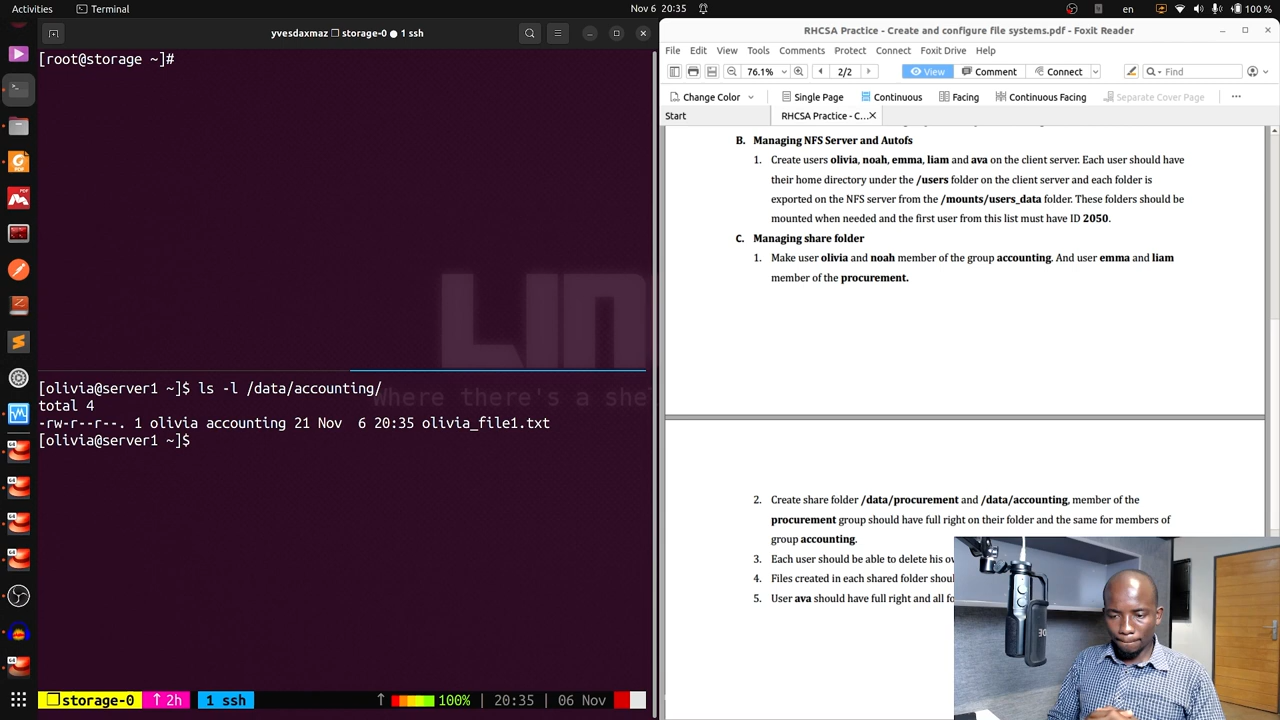 Activities
Terminal
Nov 6 20:35
100 %
yvesdaxmaz ❐ storage-0 ● 1 ssh
[root@storage ~]#
LIN
Where there's a she
[olivia@server1 ~]$ ls -l /data/accounting/
total 4
-rw-r--r--. 1 olivia accounting 21 Nov  6 20:35 olivia_file1.txt
[olivia@server1 ~]$
❐ storage-0 ↑ 2h 1 ssh ↑ 100% | 20:35 | 06 Nov
RHCSA Practice - Create and configure file systems.pdf - Foxit Reader
File Edit View Tools Comments Protect Connect Foxit Drive Help
76.1% 2/2 View Comment Connect Find
Change Color Single Page Continuous Facing Continuous Facing Separate Cover Page
Start RHCSA Practice - C...
B. Managing NFS Server and Autofs
1. Create users olivia, noah, emma, liam and ava on the client server. Each user should have
their home directory under the /users folder on the client server and each folder is
exported on the NFS server from the /mounts/users_data folder. These folders should be
mounted when needed and the first user from this list must have ID 2050.
C. Managing share folder
1. Make user olivia and noah member of the group accounting. And user emma and liam
member of the procurement.
2. Create share folder /data/procurement and /data/accounting, member of the
procurement group should have full right on their folder and the same for members of
group accounting.
3. Each user should be able to delete his
4. Files created in each shared folder
5. User ava should have full right and all